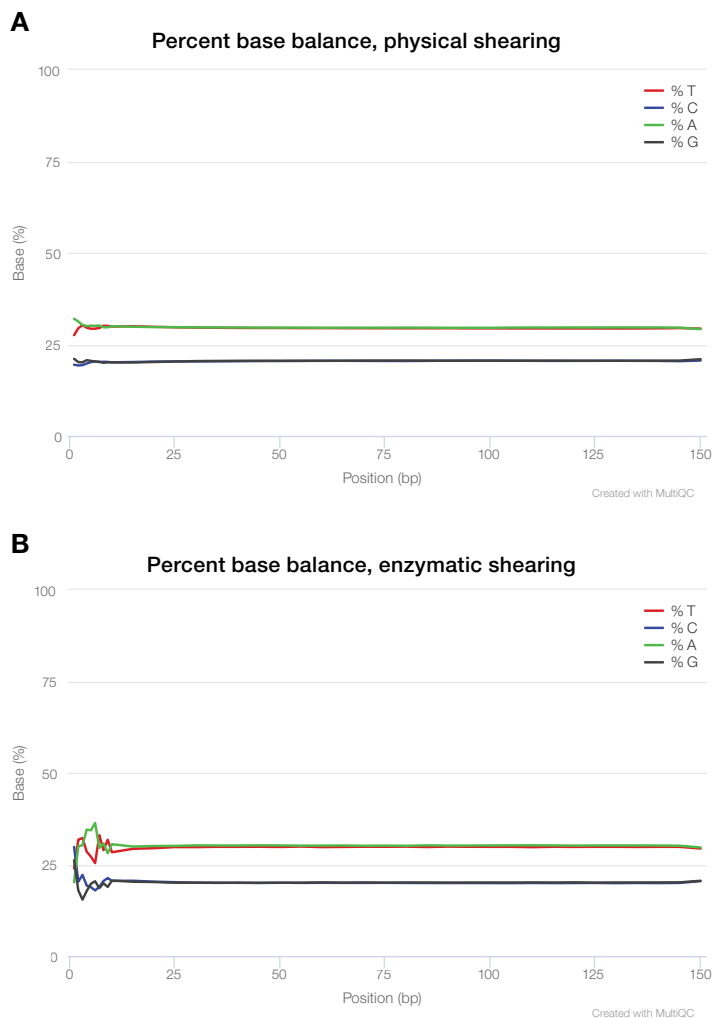 A
Percent base balance, physical shearing
100
% T
% C
% A
% G
75
50
25
0
Base (%)
0 25 50 75 100 125 150
Position (bp)
Created with MultiQC
B
Percent base balance, enzymatic shearing
100
% T
% C
% A
% G
75
50
25
0
Base (%)
0 25 50 75 100 125 150
Position (bp)
Created with MultiQC